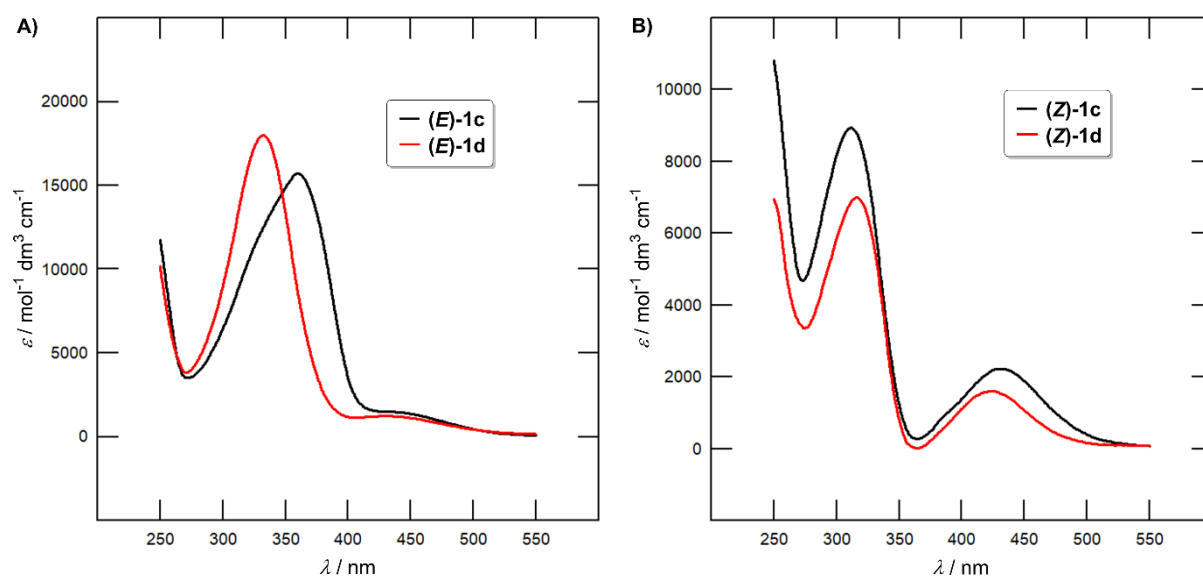 A)
ε / mol-1 dm3 cm-1
20000
15000
10000
5000
0
(E)-1c
(E)-1d
250 300 350 400 450 500 550
λ / nm
B)
ε / mol-1 dm3 cm-1
10000
8000
6000
4000
2000
0
(Z)-1c
(Z)-1d
250 300 350 400 450 500 550
λ / nm